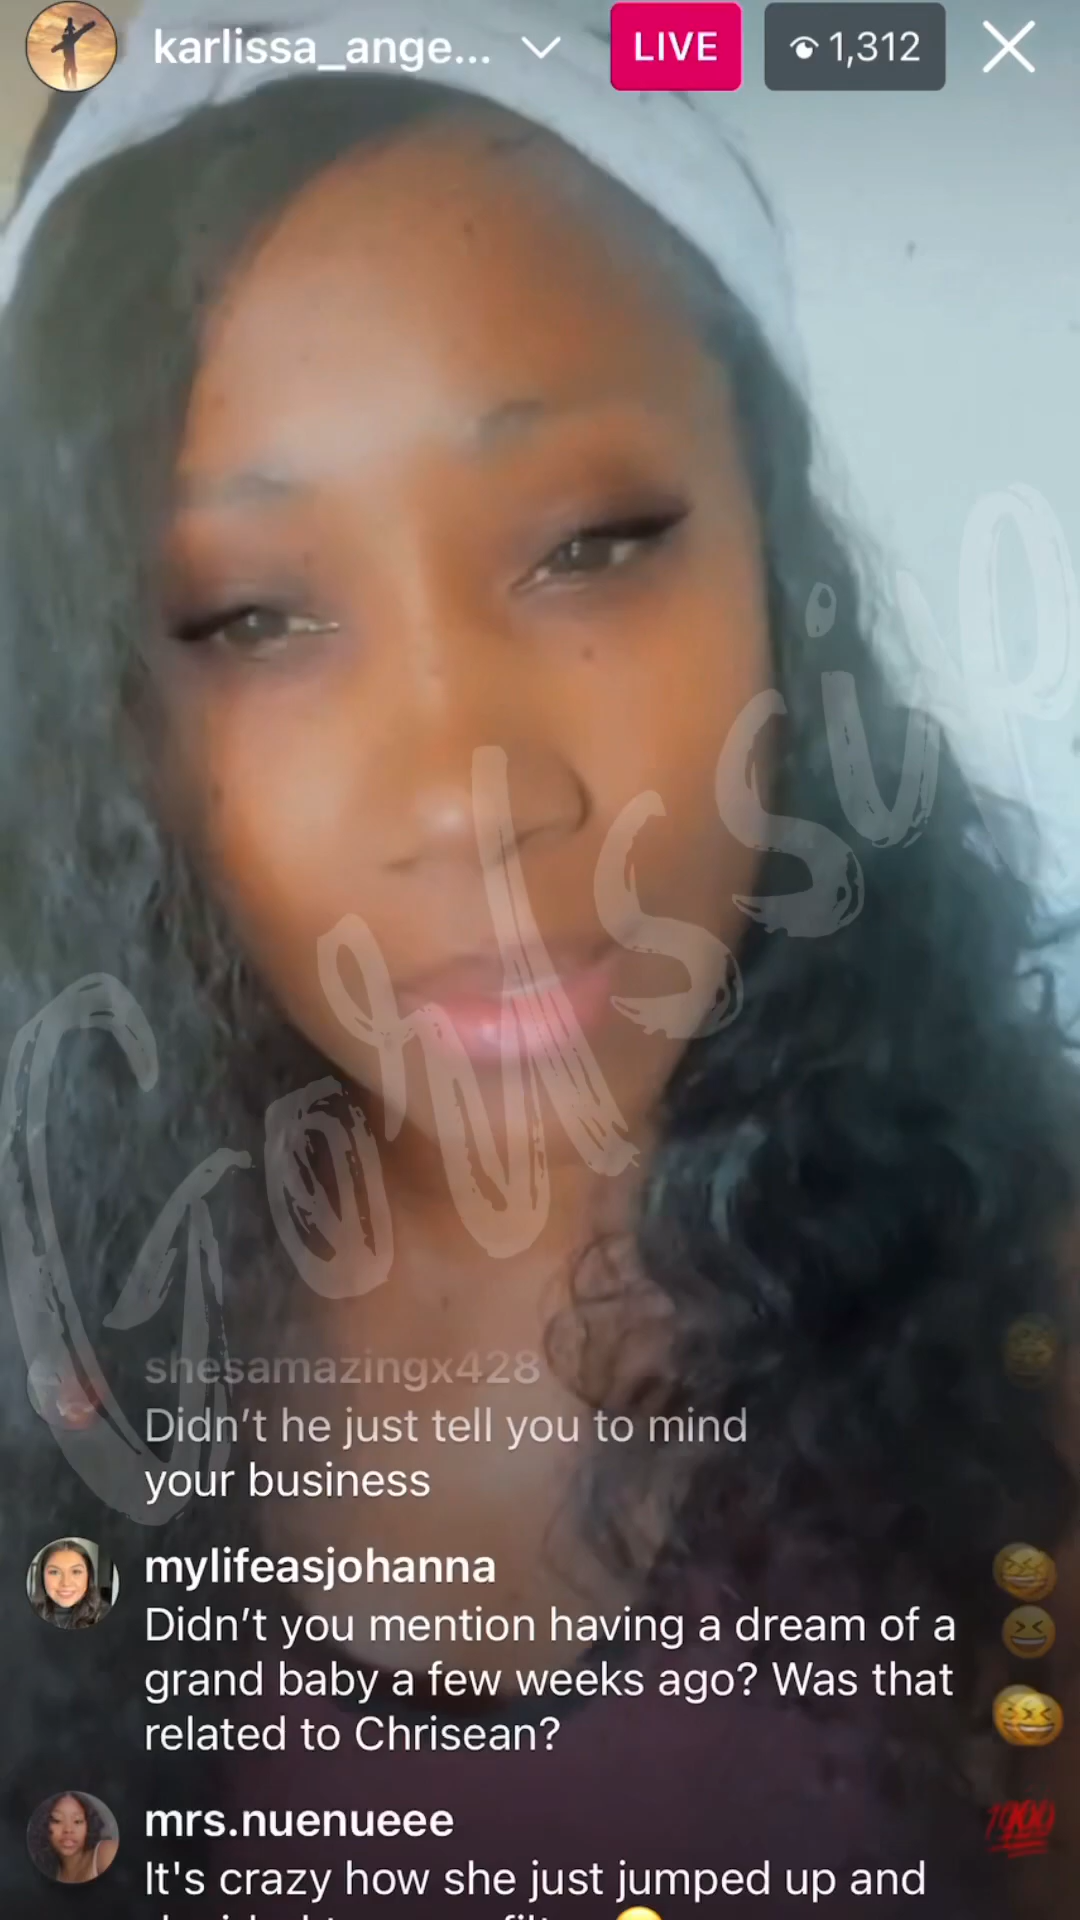 karlissa_ange...
LIVE
1,312
Gorlssip
shesamazingx428
Didn't he just tell you to mind
your business
mylifeasjohanna
Didn't you mention having a dream of a
grand baby a few weeks ago? Was that
related to Chrisean?
mrs.nuenueee
It's crazy how she just jumped up and